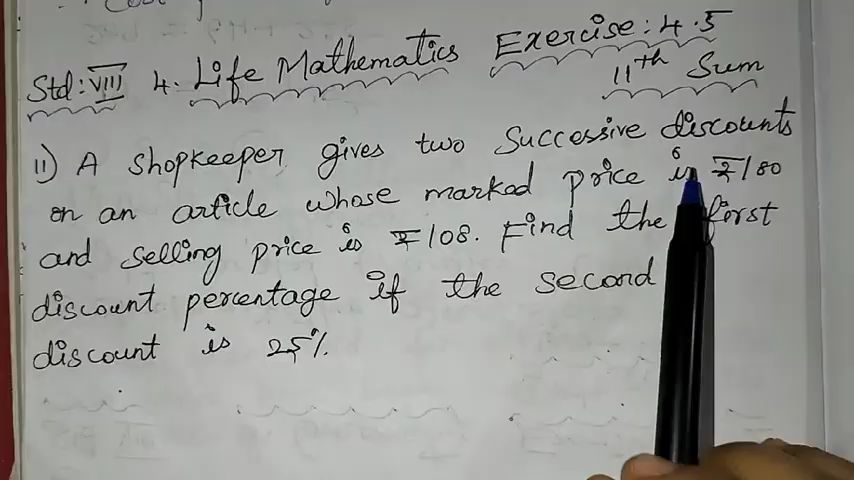 Std: VIII 4. Life Mathematics Exercise: 4.5
11th Sum
11) A shopkeeper gives two successive discounts
on an article whose marked price is ₹180
and selling price is ₹108. Find the first
discount percentage if the second
discount is 25%.